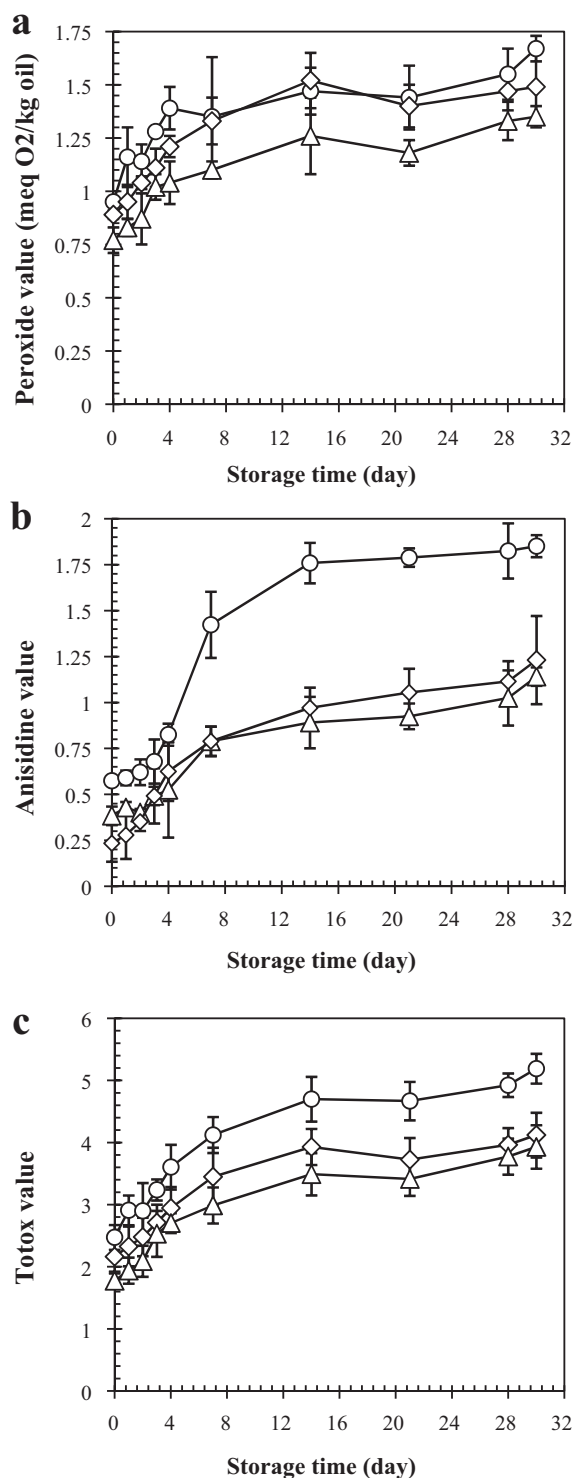 a
Peroxide value (meq O2/kg oil)
1.75
1.5
1.25
1
0.75
0.5
0.25
0
0 4 8 12 16 20 24 28 32
Storage time (day)
b
Anisidine value
2
1.75
1.5
1.25
1
0.75
0.5
0.25
0
0 4 8 12 16 20 24 28 32
Storage time (day)
c
Totox value
6
5
4
3
2
1
0
0 4 8 12 16 20 24 28 32
Storage time (day)